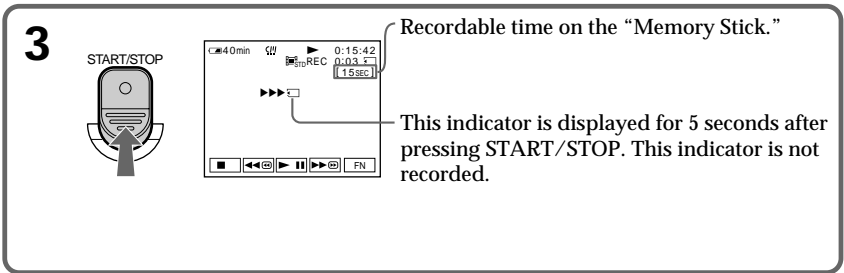 3
START/STOP
40min 0:15:42
STD REC 0:03
[15SEC]
FN
Recordable time on the “Memory Stick.”
This indicator is displayed for 5 seconds after
pressing START/STOP. This indicator is not
recorded.